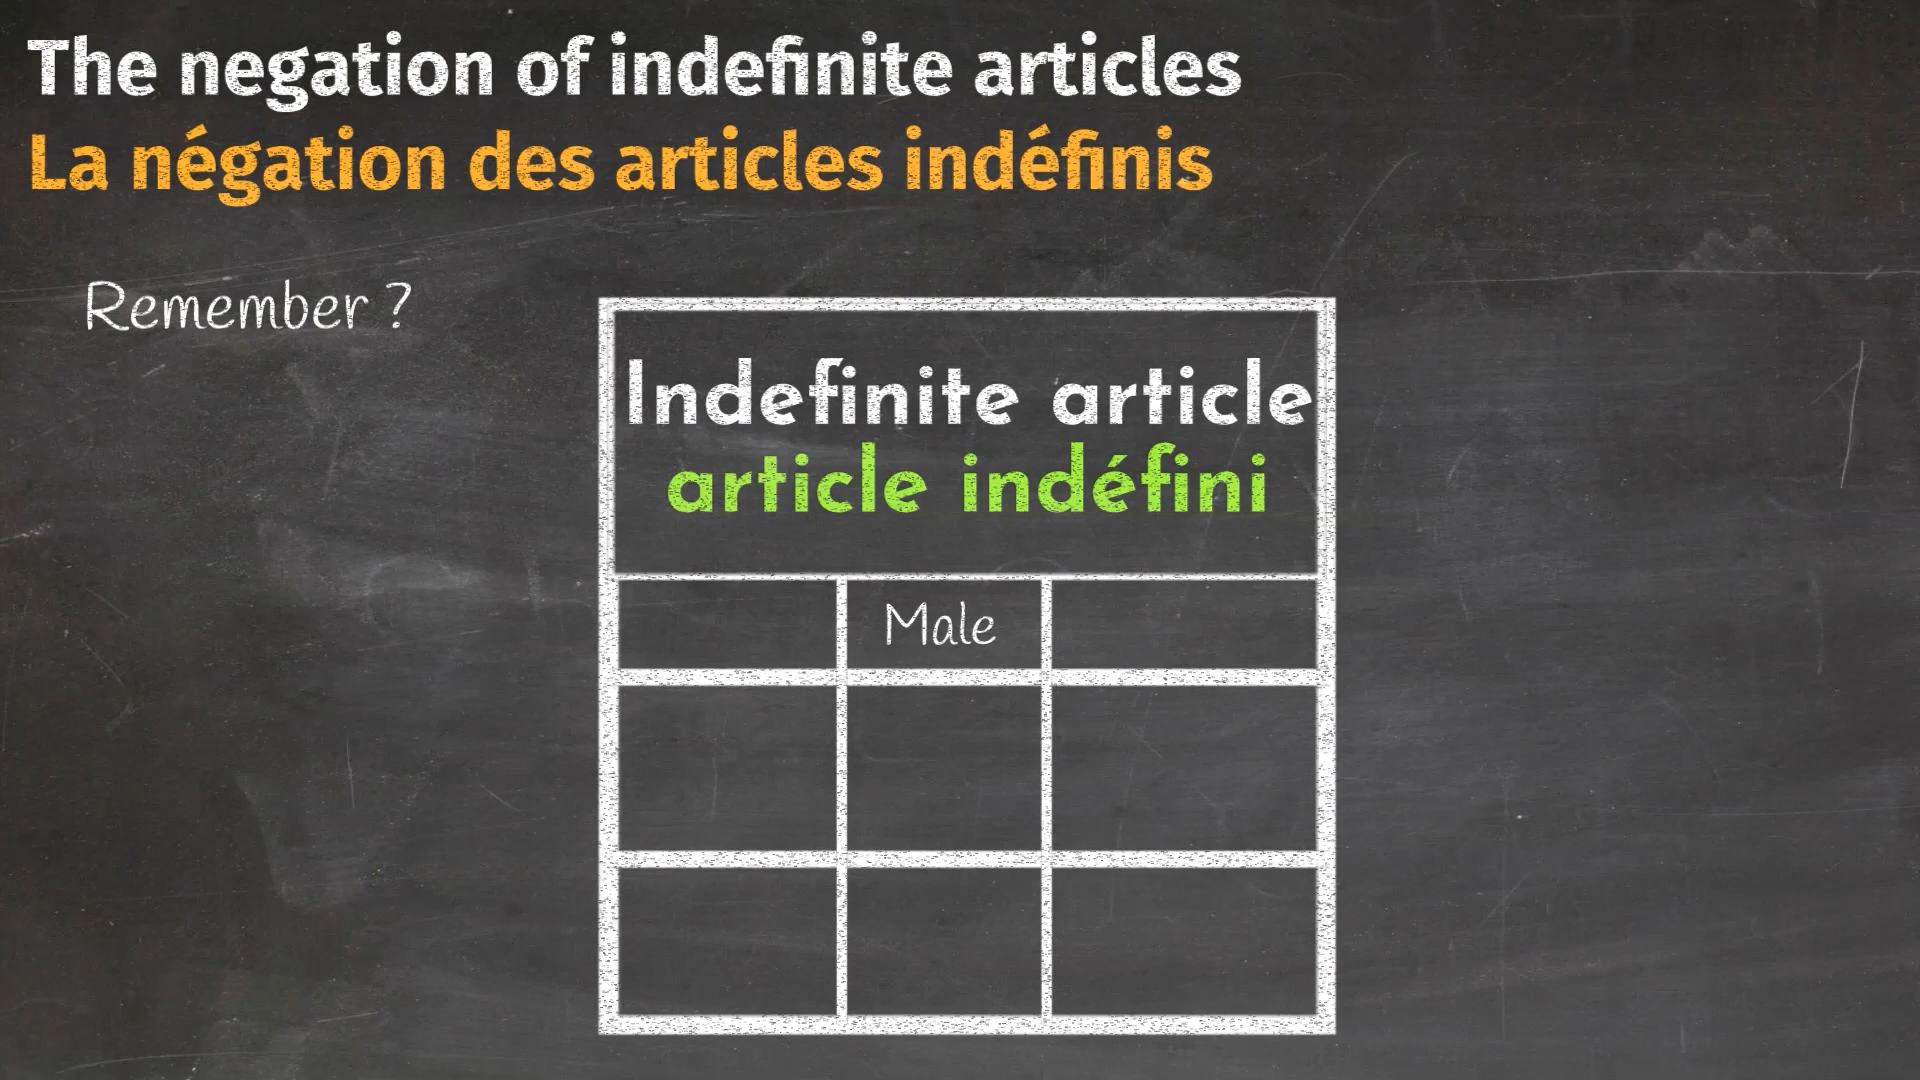 The negation of indefinite articles
La négation des articles indéfinis
Remember ?
Indefinite article
article indéfini
Male